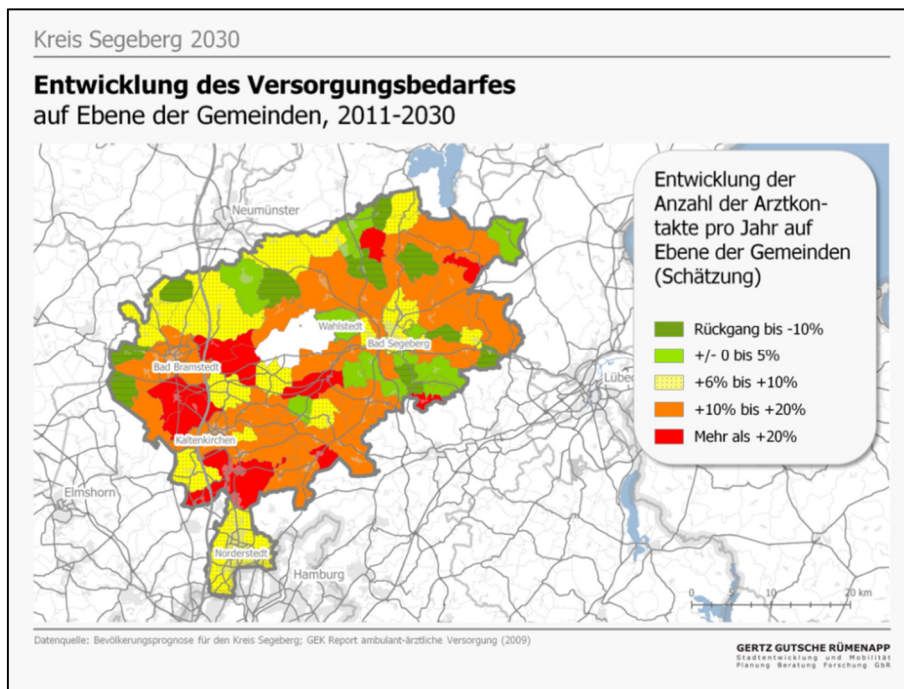 Kreis Segeberg 2030
Entwicklung des Versorgungsbedarfes
auf Ebene der Gemeinden, 2011-2030
Entwicklung der
Anzahl der Arztkon-
takte pro Jahr auf
Ebene der Gemeinden
(Schätzung)
Rückgang bis -10%
+/- 0 bis 5%
+6% bis +10%
+10% bis +20%
Mehr als +20%
Neumünster
Wahlstedt
Bad Segeberg
Bad Bramstedt
Lübec
Kaltenkirchen
Elmshorn
Norderstedt
Hamburg
0 5 10 20 km
Datenquelle: Bevölkerungsprognose für den Kreis Segeberg; GEK Report ambulant-ärztliche Versorgung (2009)
GERTZ GUTSCHE RÜMENAPP
Stadtentwicklung und Mobilität
Planung Beratung Forschung GbR